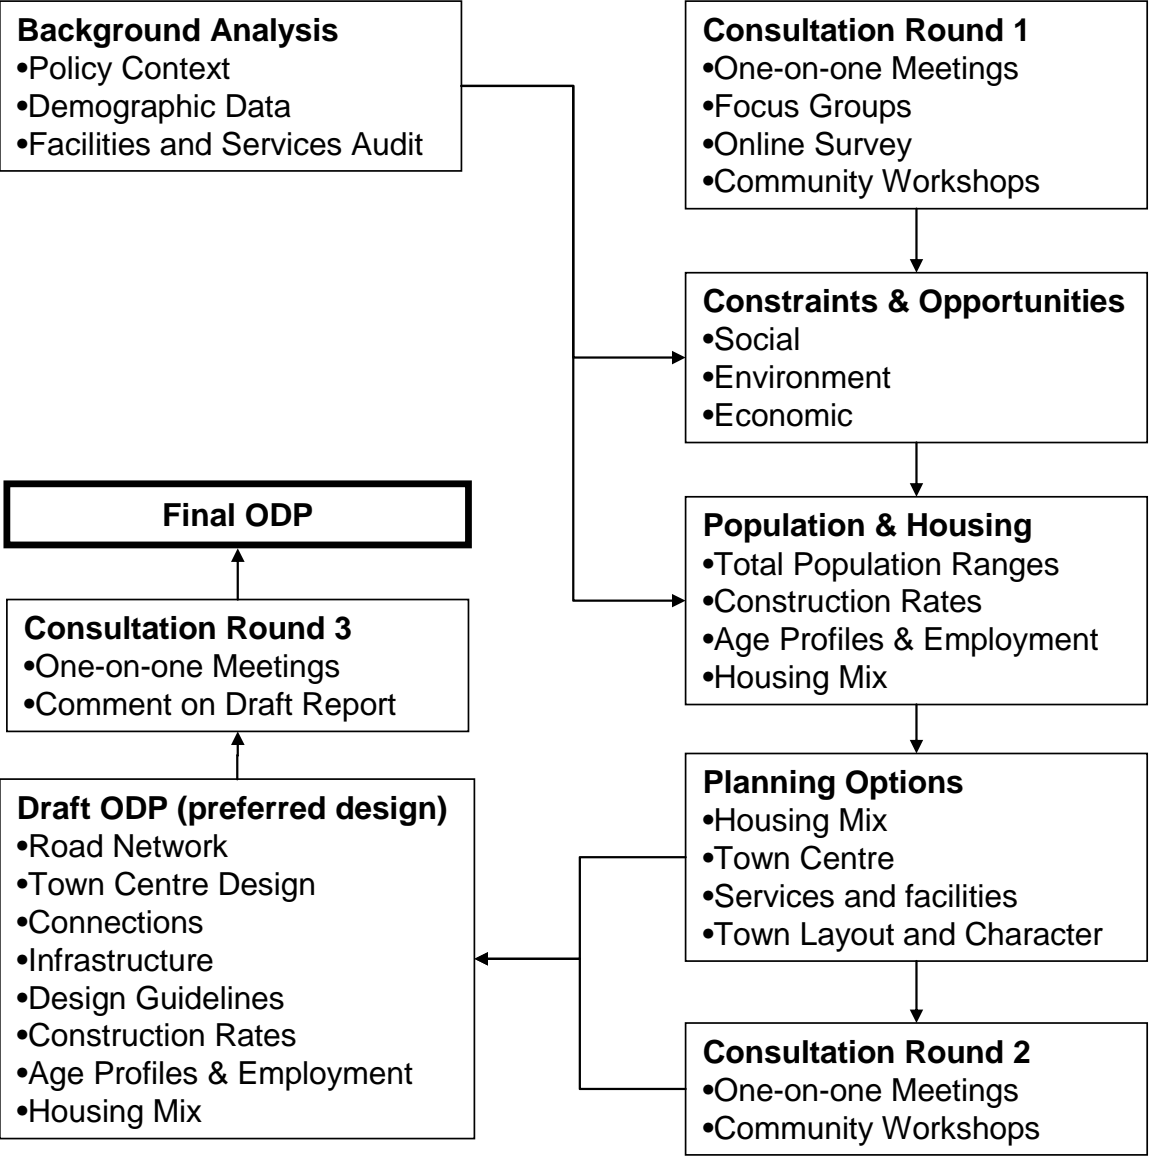 Background Analysis
•Policy Context
•Demographic Data
•Facilities and Services Audit
Consultation Round 1
•One-on-one Meetings
•Focus Groups
•Online Survey
•Community Workshops
Constraints & Opportunities
•Social
•Environment
•Economic
Population & Housing
•Total Population Ranges
•Construction Rates
•Age Profiles & Employment
•Housing Mix
Planning Options
•Housing Mix
•Town Centre
•Services and facilities
•Town Layout and Character
Consultation Round 2
•One-on-one Meetings
•Community Workshops
Draft ODP (preferred design)
•Road Network
•Town Centre Design
•Connections
•Infrastructure
•Design Guidelines
•Construction Rates
•Age Profiles & Employment
•Housing Mix
Consultation Round 3
•One-on-one Meetings
•Comment on Draft Report
Final ODP